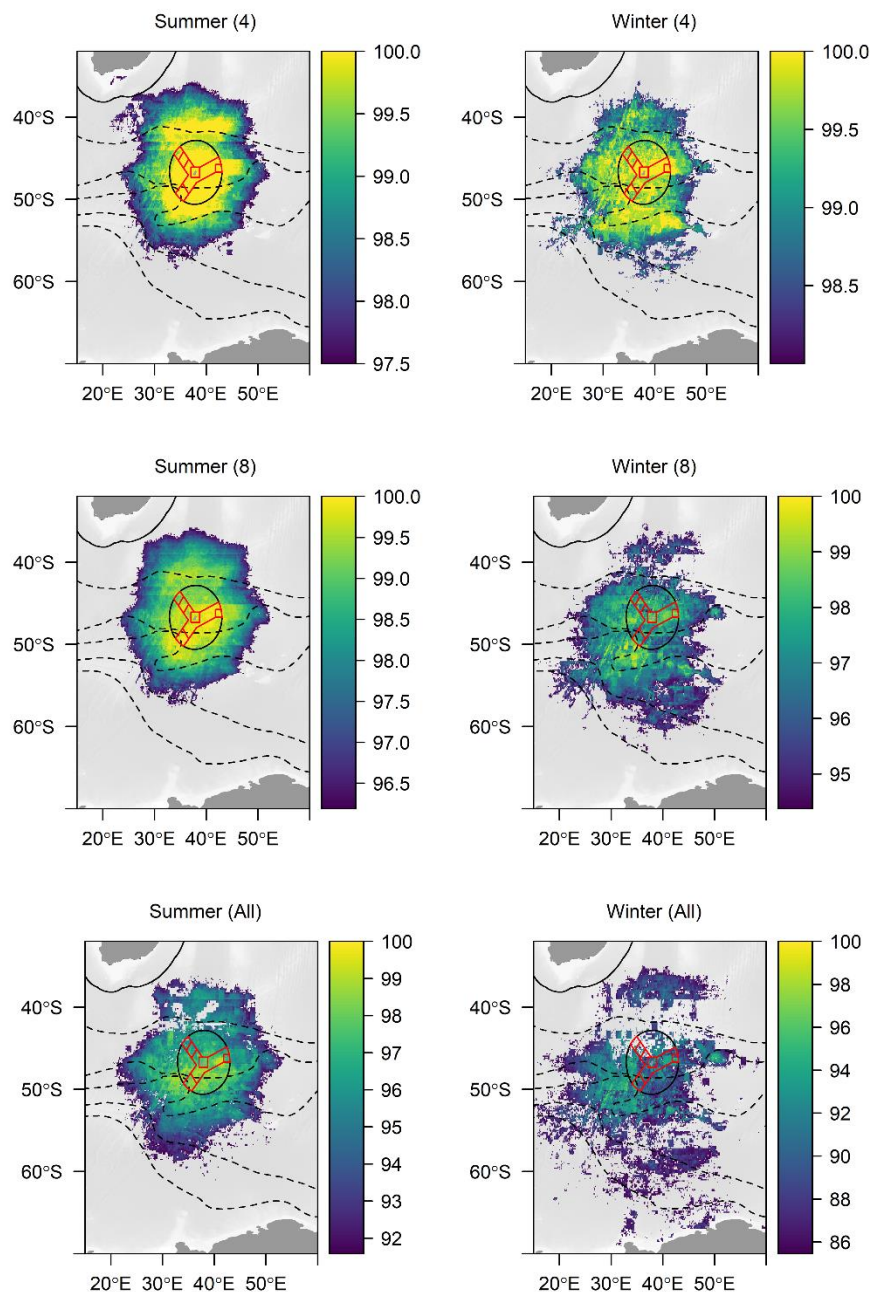 Summer (4)
Winter (4)
40°S
50°S
60°S
20°E 30°E 40°E 50°E
100.0
99.5
99.0
98.5
98.0
97.5
20°E 30°E 40°E 50°E
40°S
50°S
60°S
100.0
99.5
99.0
98.5
Summer (8)
Winter (8)
40°S
50°S
60°S
20°E 30°E 40°E 50°E
100.0
99.5
99.0
98.5
98.0
97.5
97.0
96.5
40°S
50°S
60°S
20°E 30°E 40°E 50°E
100
99
98
97
96
95
Summer (All)
Winter (All)
40°S
50°S
60°S
20°E 30°E 40°E 50°E
100
99
98
97
96
95
94
93
92
40°S
50°S
60°S
20°E 30°E 40°E 50°E
100
98
96
94
92
90
88
86